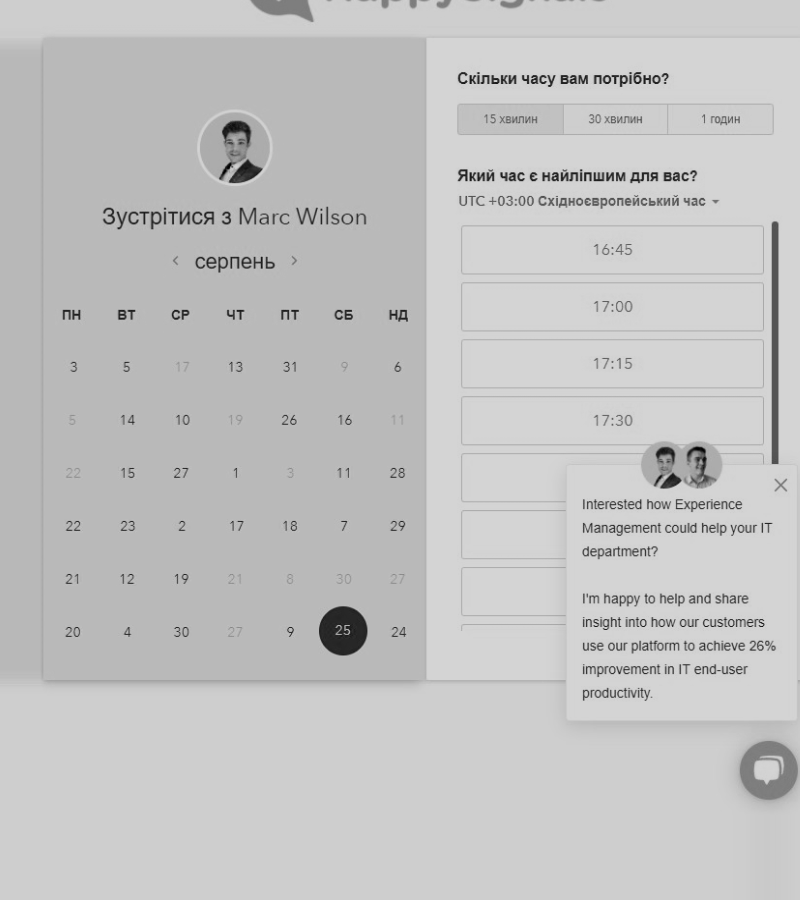 HappySignals
Зустрітися з Marc Wilson
серпень
ПН ВТ СР ЧТ ПТ СБ НД
3 5 17 13 31 9 6
5 14 10 19 26 16 11
22 15 27 1 3 11 28
22 23 2 17 18 7 29
21 12 19 21 8 30 27
20 4 30 27 9 25 24
Скільки часу вам потрібно?
15 хвилин 30 хвилин 1 годин
Який час є найліпшим для вас?
UTC +03:00 Східноєвропейський час
16:45
17:00
17:15
17:30
Interested how Experience
Management could help your IT
department?
I'm happy to help and share
insight into how our customers
use our platform to achieve 26%
improvement in IT end-user
productivity.